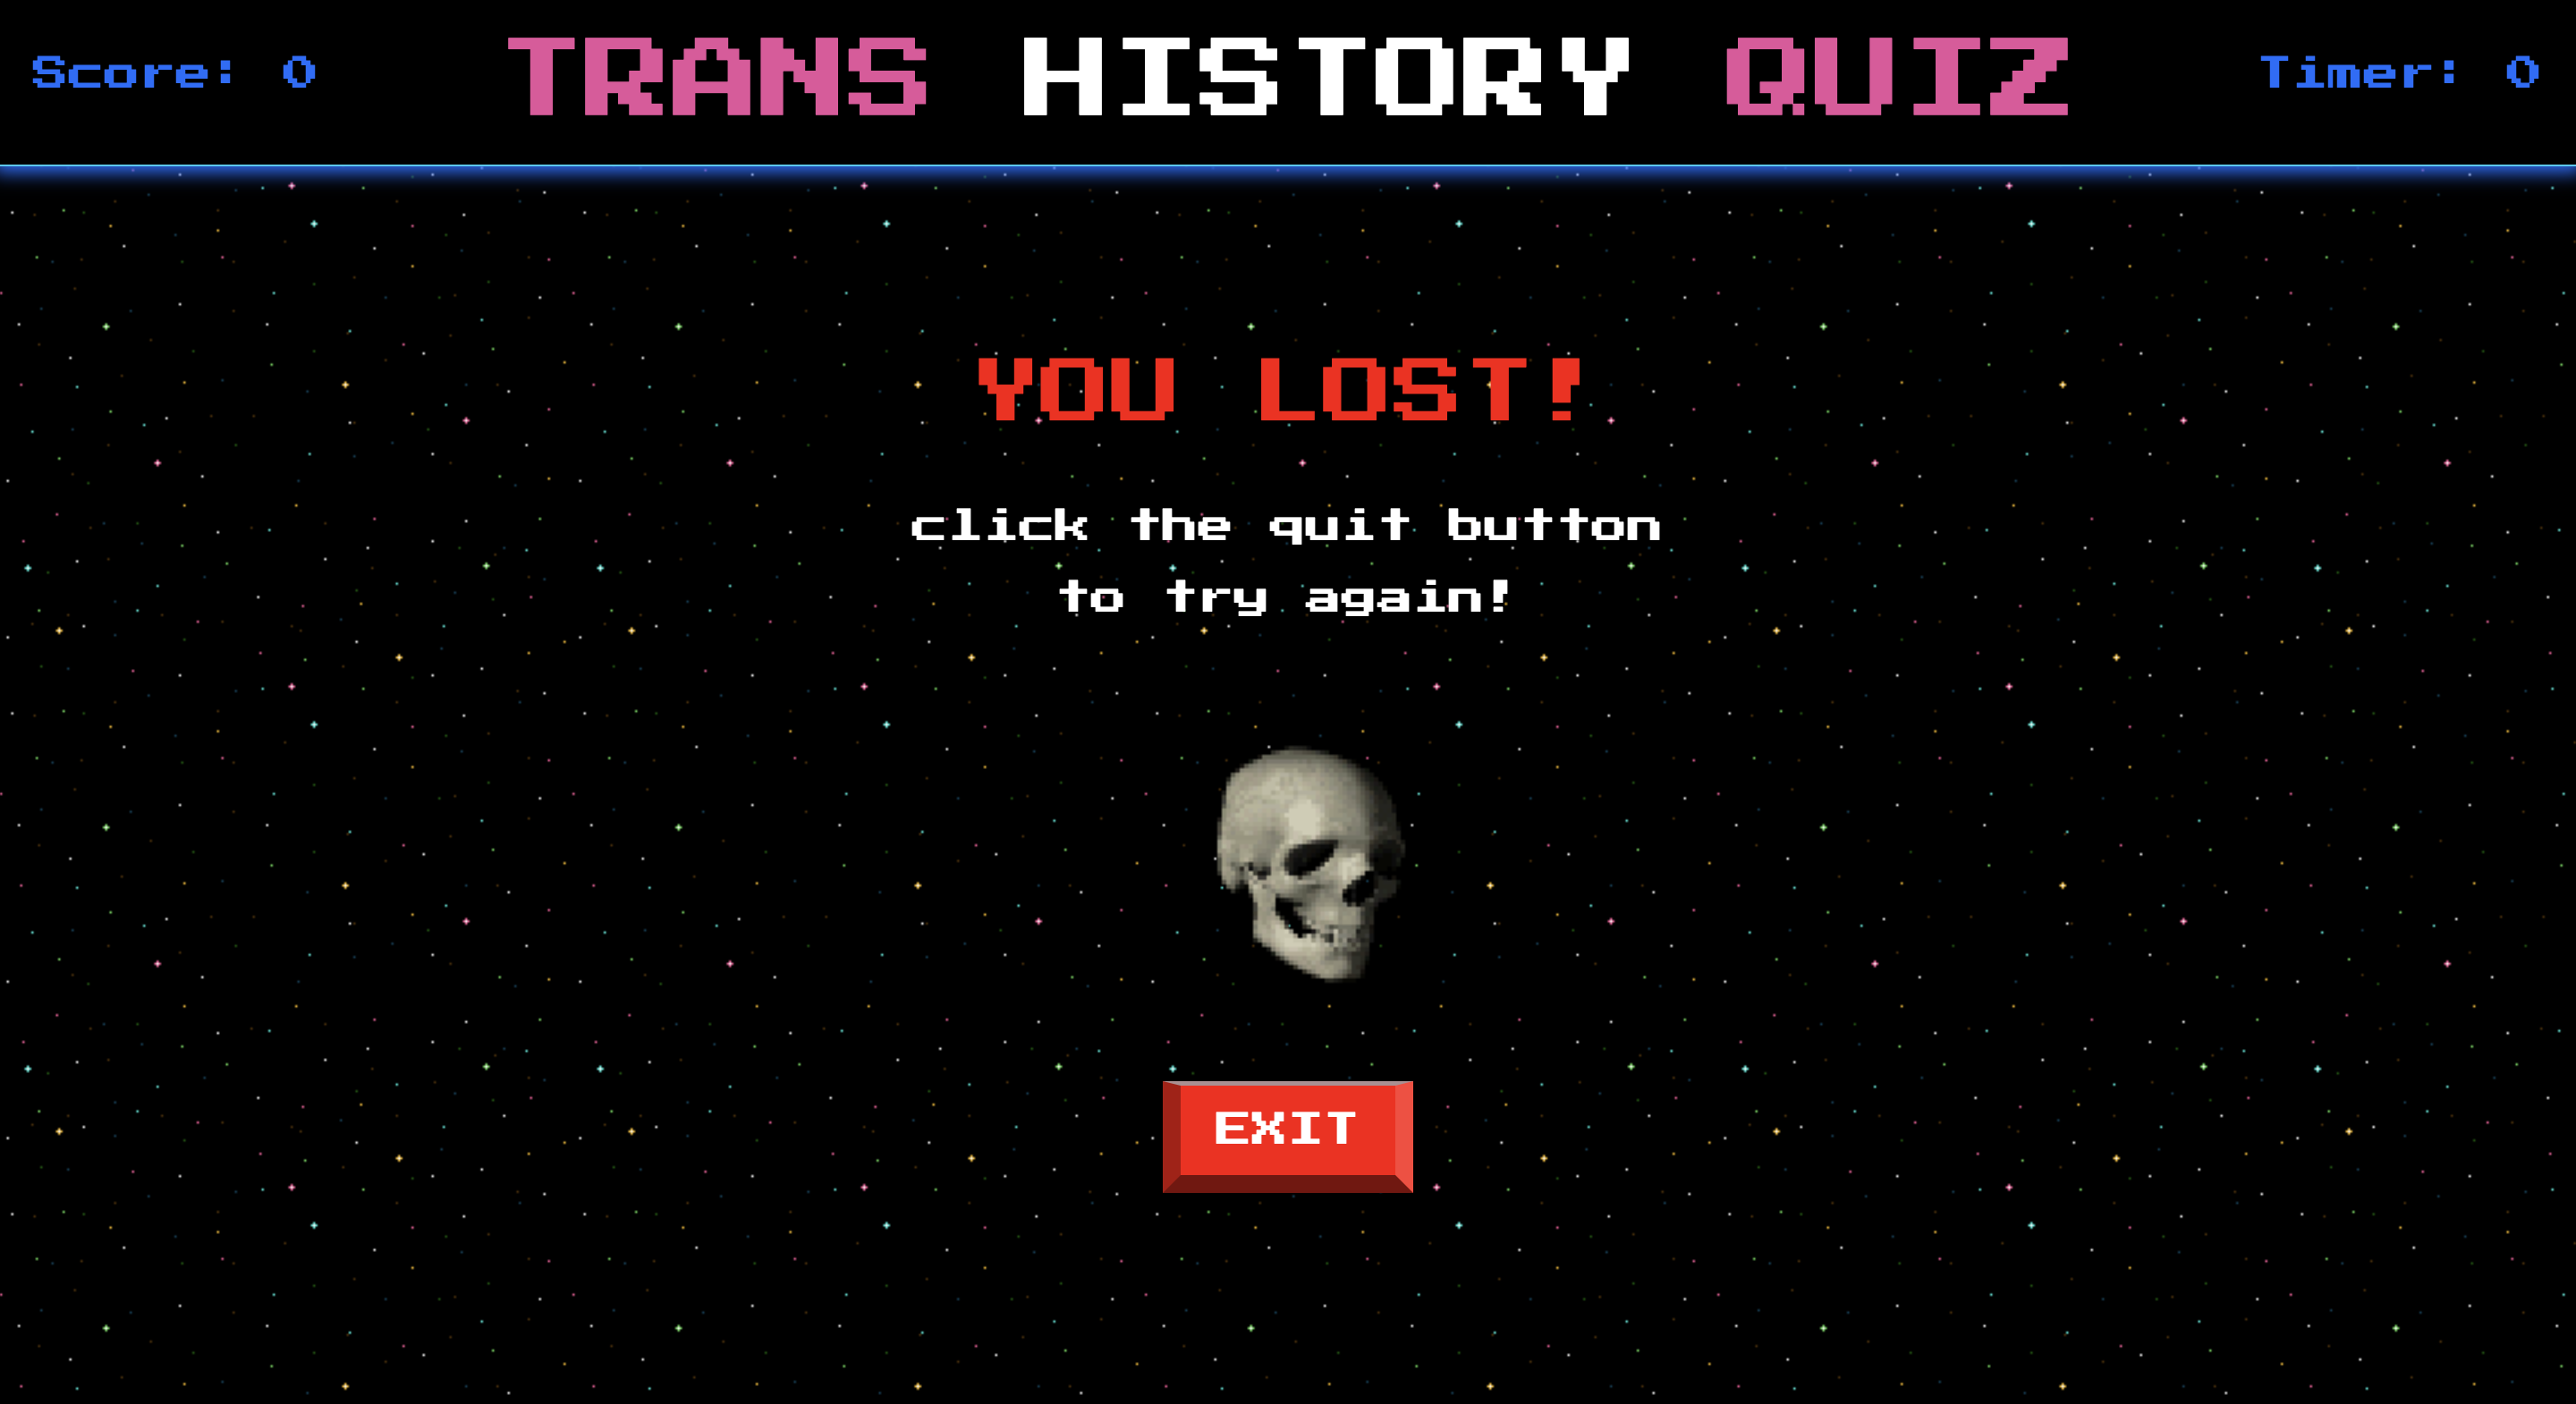 Score: 0
TRANS HISTORY QUIZ
Timer: 0
YOU LOST!
click the quit button
to try again!
EXIT